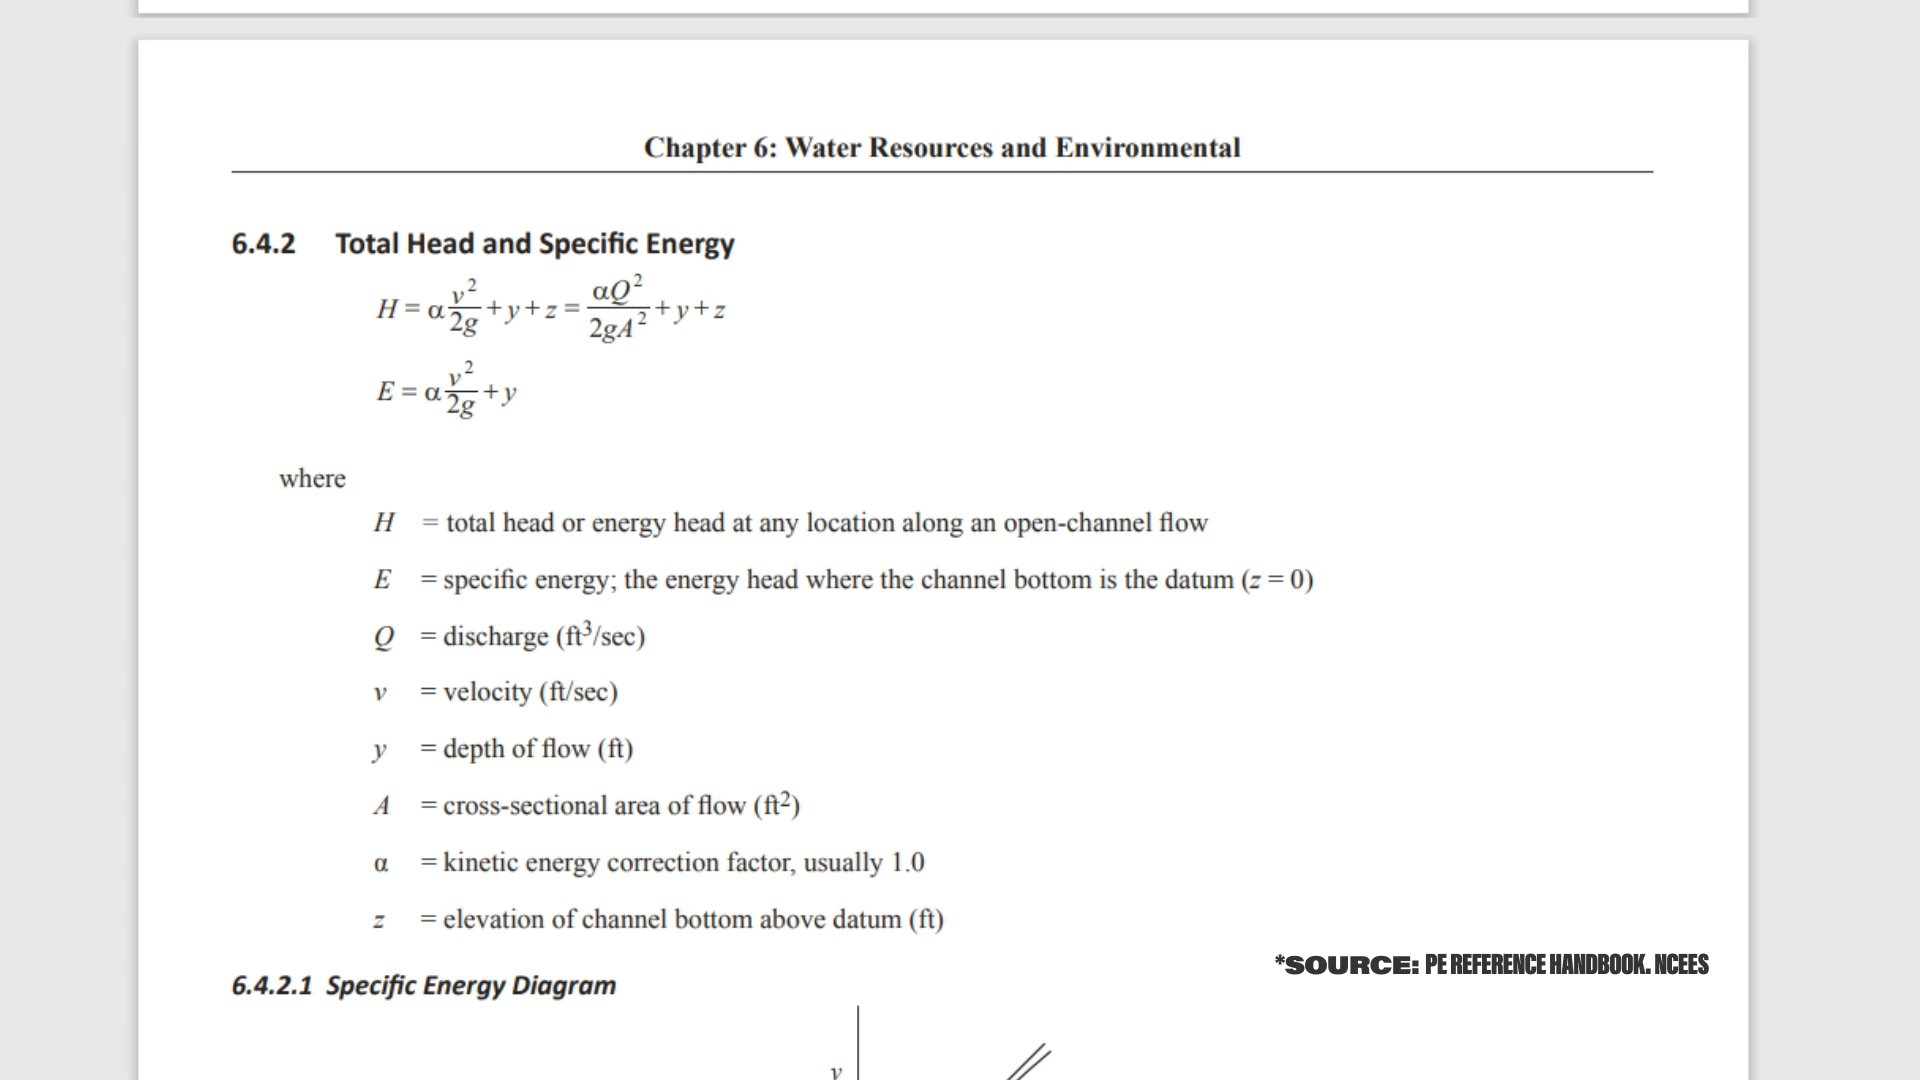 Chapter 6: Water Resources and Environmental
6.4.2 Total Head and Specific Energy
H = α v²/2g + y + z = αQ²/2gA² + y + z
E = α v²/2g + y
where
H = total head or energy head at any location along an open-channel flow
E = specific energy; the energy head where the channel bottom is the datum (z = 0)
Q = discharge (ft³/sec)
v = velocity (ft/sec)
y = depth of flow (ft)
A = cross-sectional area of flow (ft²)
α = kinetic energy correction factor, usually 1.0
z = elevation of channel bottom above datum (ft)
*SOURCE: PE REFERENCE HANDBOOK. NCEES
6.4.2.1 Specific Energy Diagram
y